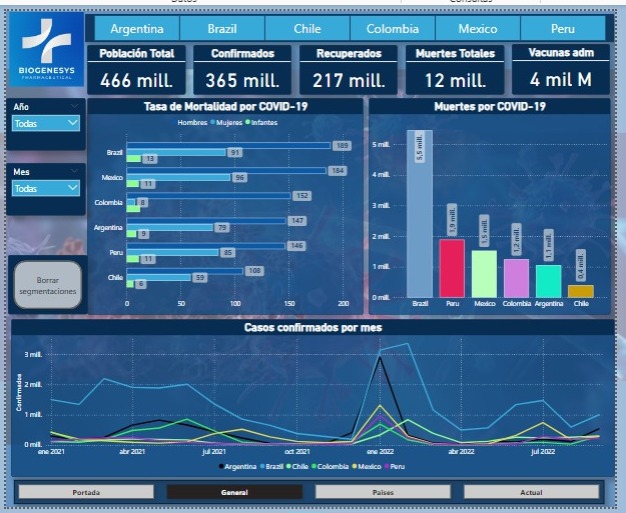 Datos
Consultas
Argentina
Brazil
Chile
Colombia
Mexico
Peru
BIOGENESYS
PHARMACEUTICAL
Población Total
Confirmados
Recuperados
Muertes Totales
Vacunas adm
466 mill.
365 mill.
217 mill.
12 mill.
4 mil M
Año
Todas
Mes
Todas
Borrar
segmentaciones
Tasa de Mortalidad por COVID-19
Hombres Mujeres Infantes
Brazil
189
91
13
Mexico
184
96
11
Colombia
152
8
Argentina
147
79
9
Peru
146
85
11
Chile
108
59
6
0 50 100 150 200
Muertes por COVID-19
5 mill.
4 mill.
3 mill.
2 mill.
1 mill.
0 mill.
5,5 mill.
1,9 mill.
1,5 mill.
1,2 mill.
1,1 mill.
0,4 mill.
Brazil Peru Mexico Colombia Argentina Chile
Casos confirmados por mes
Confirmados
3 mill.
2 mill.
1 mill.
0 mill.
ene 2021 abr 2021 jul 2021 oct 2021 ene 2022 abr 2022 jul 2022
Argentina Brazil Chile Colombia Mexico Peru
Portada
General
Paises
Actual